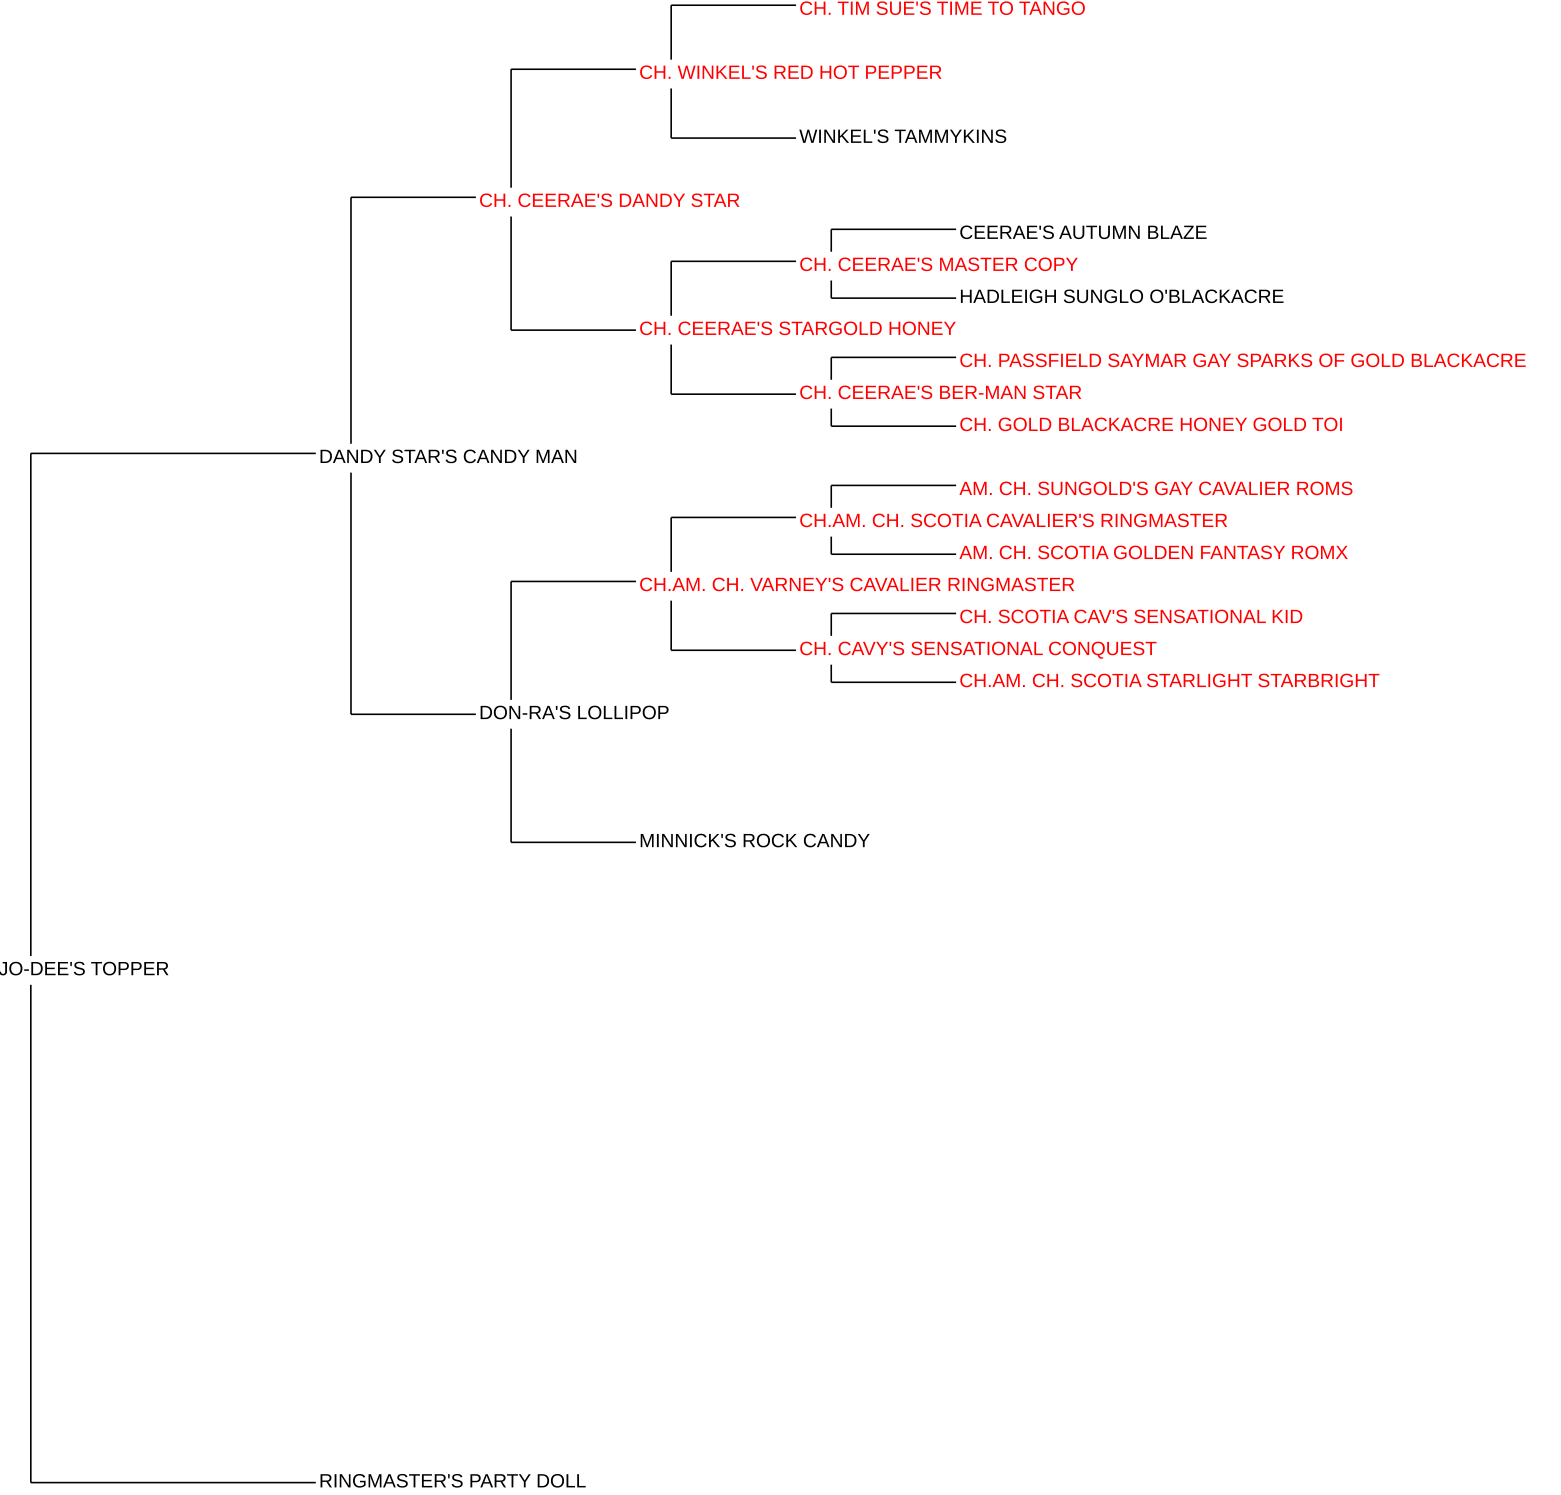 CH. TIM SUE'S TIME TO TANGO
CH. WINKEL'S RED HOT PEPPER
WINKEL'S TAMMYKINS
CH. CEERAE'S DANDY STAR
CEERAE'S AUTUMN BLAZE
CH. CEERAE'S MASTER COPY
HADLEIGH SUNGLO O'BLACKACRE
CH. CEERAE'S STARGOLD HONEY
CH. PASSFIELD SAYMAR GAY SPARKS OF GOLD BLACKACRE
CH. CEERAE'S BER-MAN STAR
CH. GOLD BLACKACRE HONEY GOLD TOI
DANDY STAR'S CANDY MAN
AM. CH. SUNGOLD'S GAY CAVALIER ROMS
CH.AM. CH. SCOTIA CAVALIER'S RINGMASTER
AM. CH. SCOTIA GOLDEN FANTASY ROMX
CH.AM. CH. VARNEY'S CAVALIER RINGMASTER
CH. SCOTIA CAV'S SENSATIONAL KID
CH. CAVY'S SENSATIONAL CONQUEST
CH.AM. CH. SCOTIA STARLIGHT STARBRIGHT
DON-RA'S LOLLIPOP
MINNICK'S ROCK CANDY
JO-DEE'S TOPPER
RINGMASTER'S PARTY DOLL